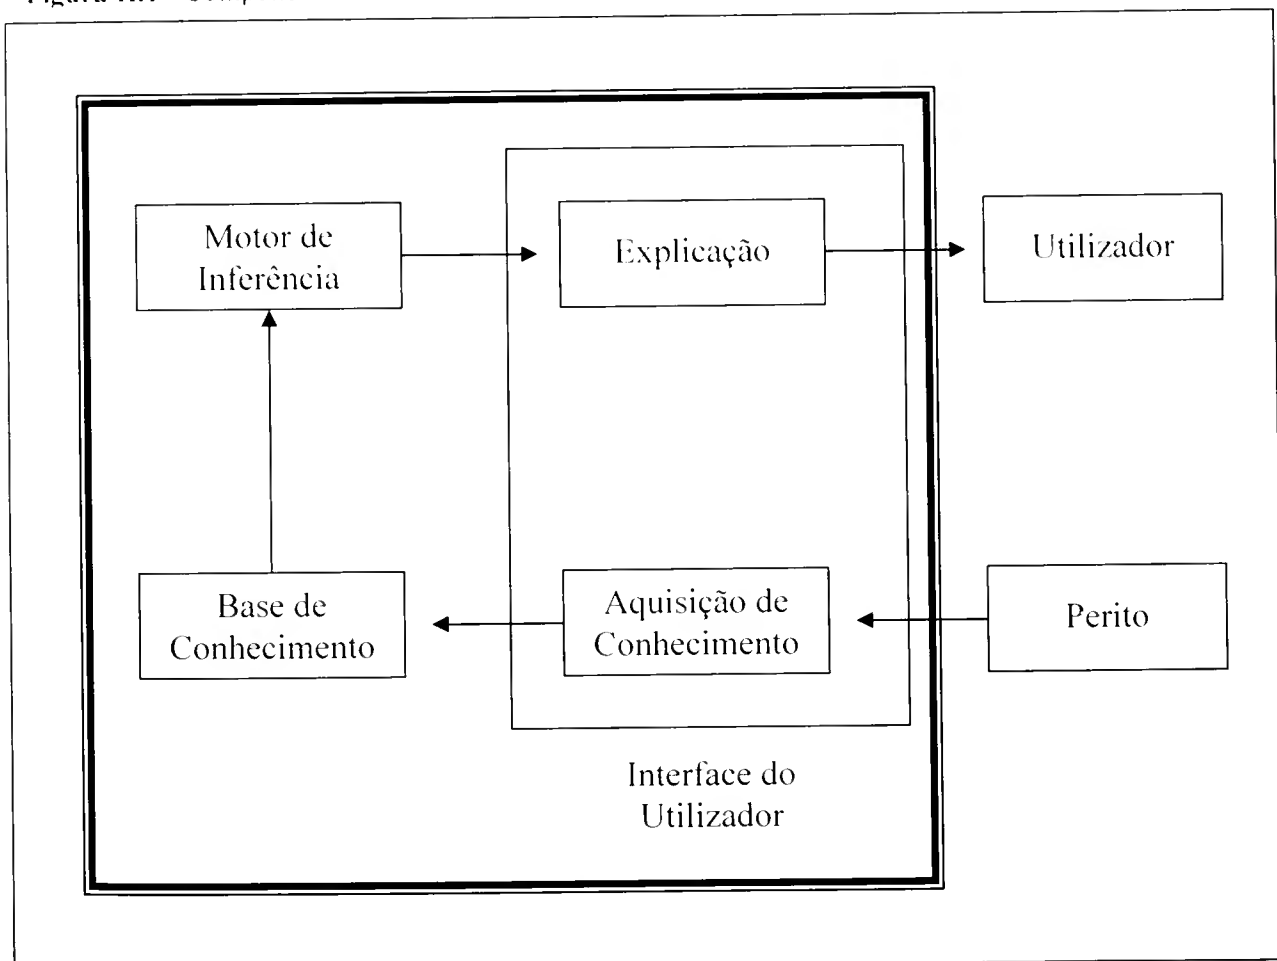 Motor de
Inferência
Explicação
Utilizador
Base de
Conhecimento
Aquisição de
Conhecimento
Perito
Interface do
Utilizador